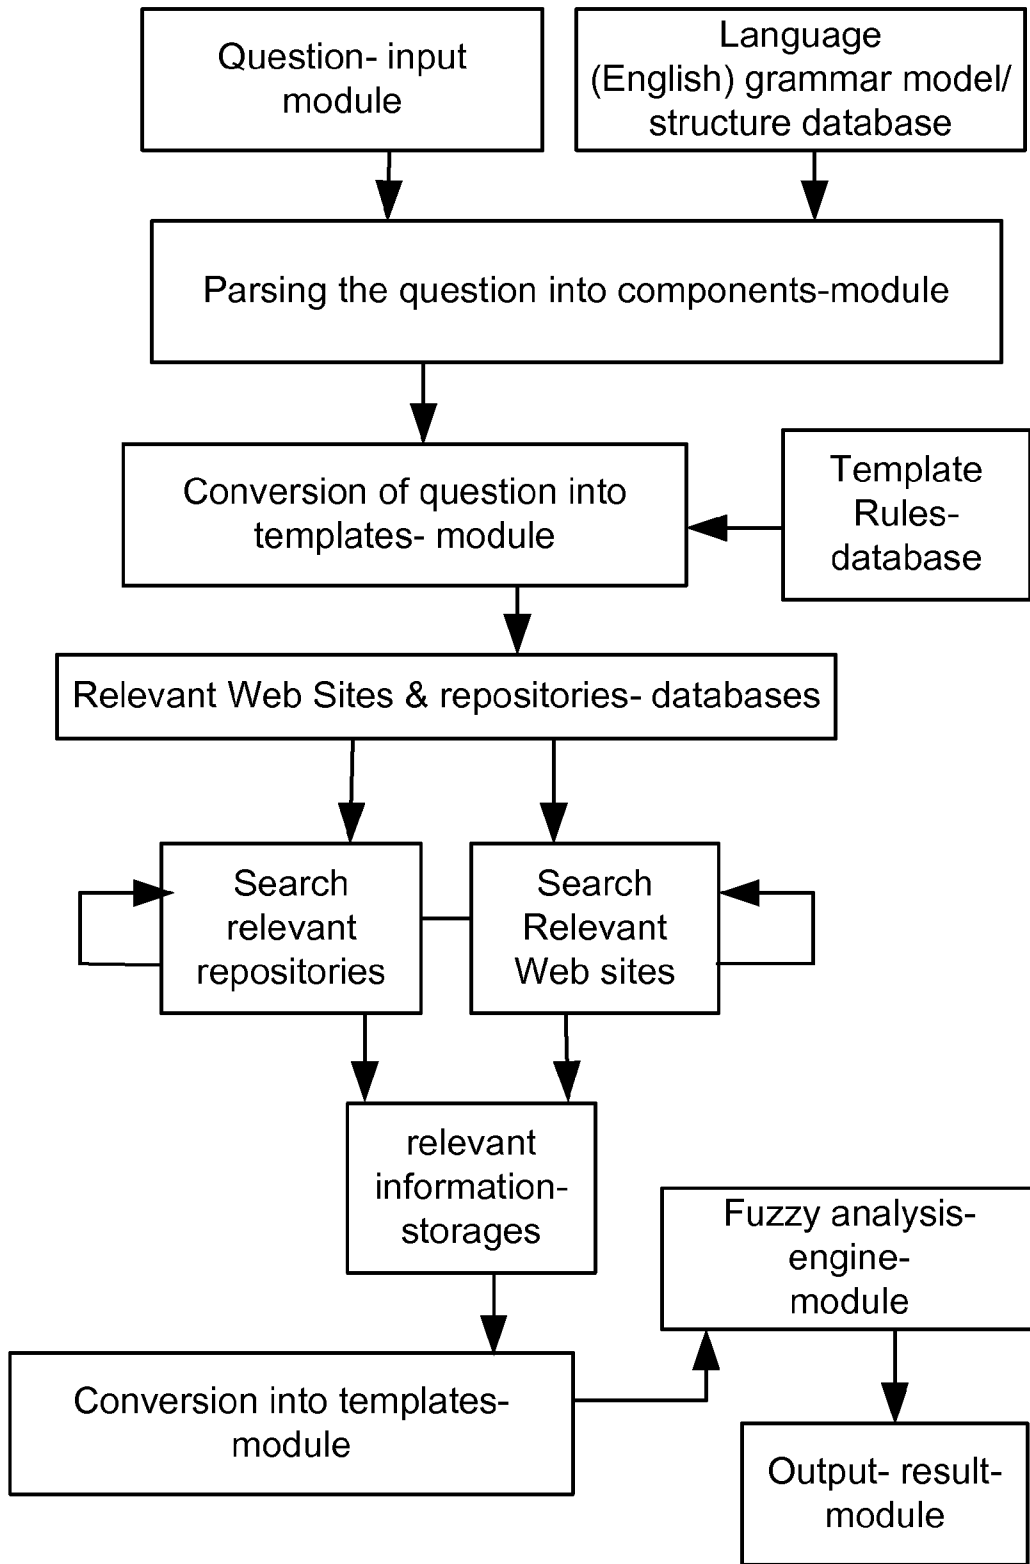 Question- input
module
Language
(English) grammar model/
structure database
Parsing the question into components-module
Conversion of question into
templates- module
Template
Rules-
database
Relevant Web Sites & repositories- databases
Search
relevant
repositories
Search
Relevant
Web sites
relevant
information-
storages
Fuzzy analysis-
engine-
module
Conversion into templates-
module
Output- result-
module